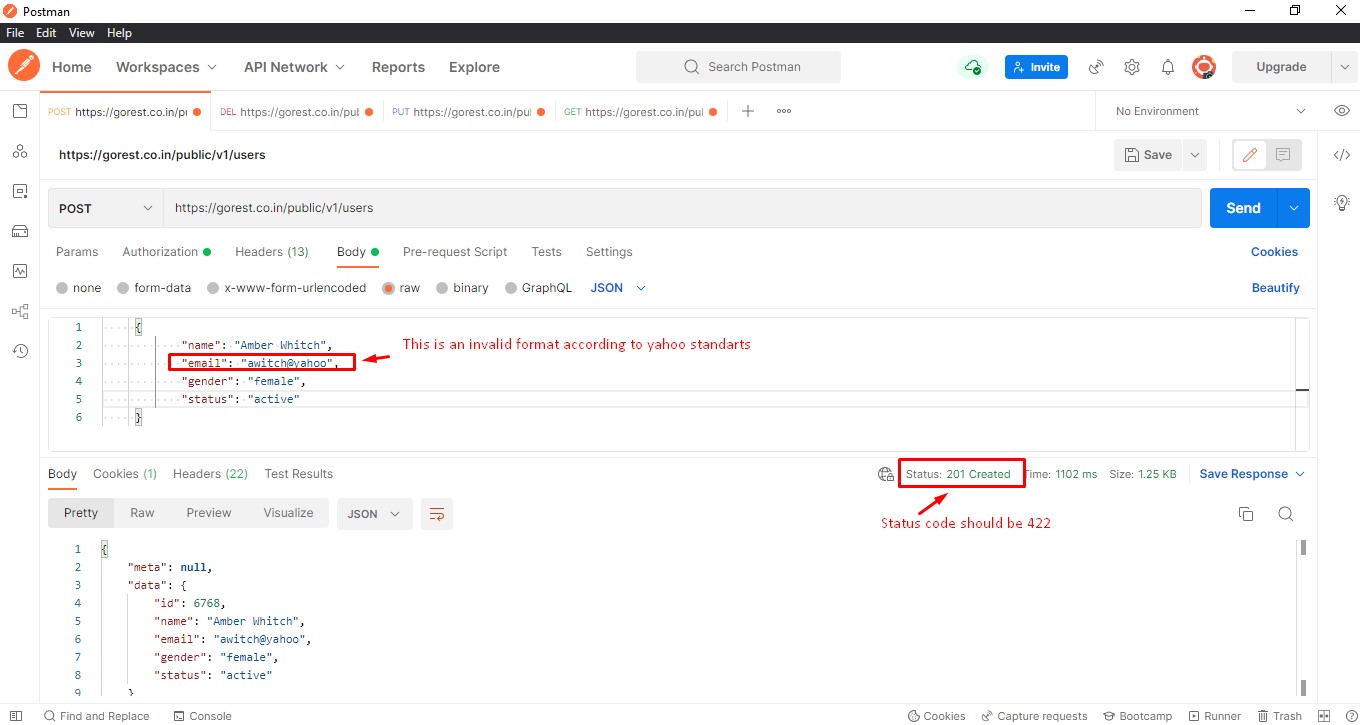 Postman
File Edit View Help
Home Workspaces API Network Reports Explore Search Postman Invite Upgrade
POST https://gorest.co.in/pu DEL https://gorest.co.in/pul PUT https://gorest.co.in/pul GET https://gorest.co.in/pul No Environment
https://gorest.co.in/public/v1/users Save
POST https://gorest.co.in/public/v1/users Send
Params Authorization Headers (13) Body Pre-request Script Tests Settings Cookies
none form-data x-www-form-urlencoded raw binary GraphQL JSON Beautify
1 {
2 "name": "Amber Whitch", This is an invalid format according to yahoo standarts
3 "email": "awitch@yahoo",
4 "gender": "female",
5 "status": "active"
6 }
Body Cookies (1) Headers (22) Test Results Status: 201 Created Time: 1102 ms Size: 1.25 KB Save Response
Pretty Raw Preview Visualize JSON
Status code should be 422
1 {
2 "meta": null,
3 "data": {
4 "id": 6768,
5 "name": "Amber Whitch",
6 "email": "awitch@yahoo",
7 "gender": "female",
8 "status": "active"
9 }
Find and Replace Console Cookies Capture requests Bootcamp Runner Trash